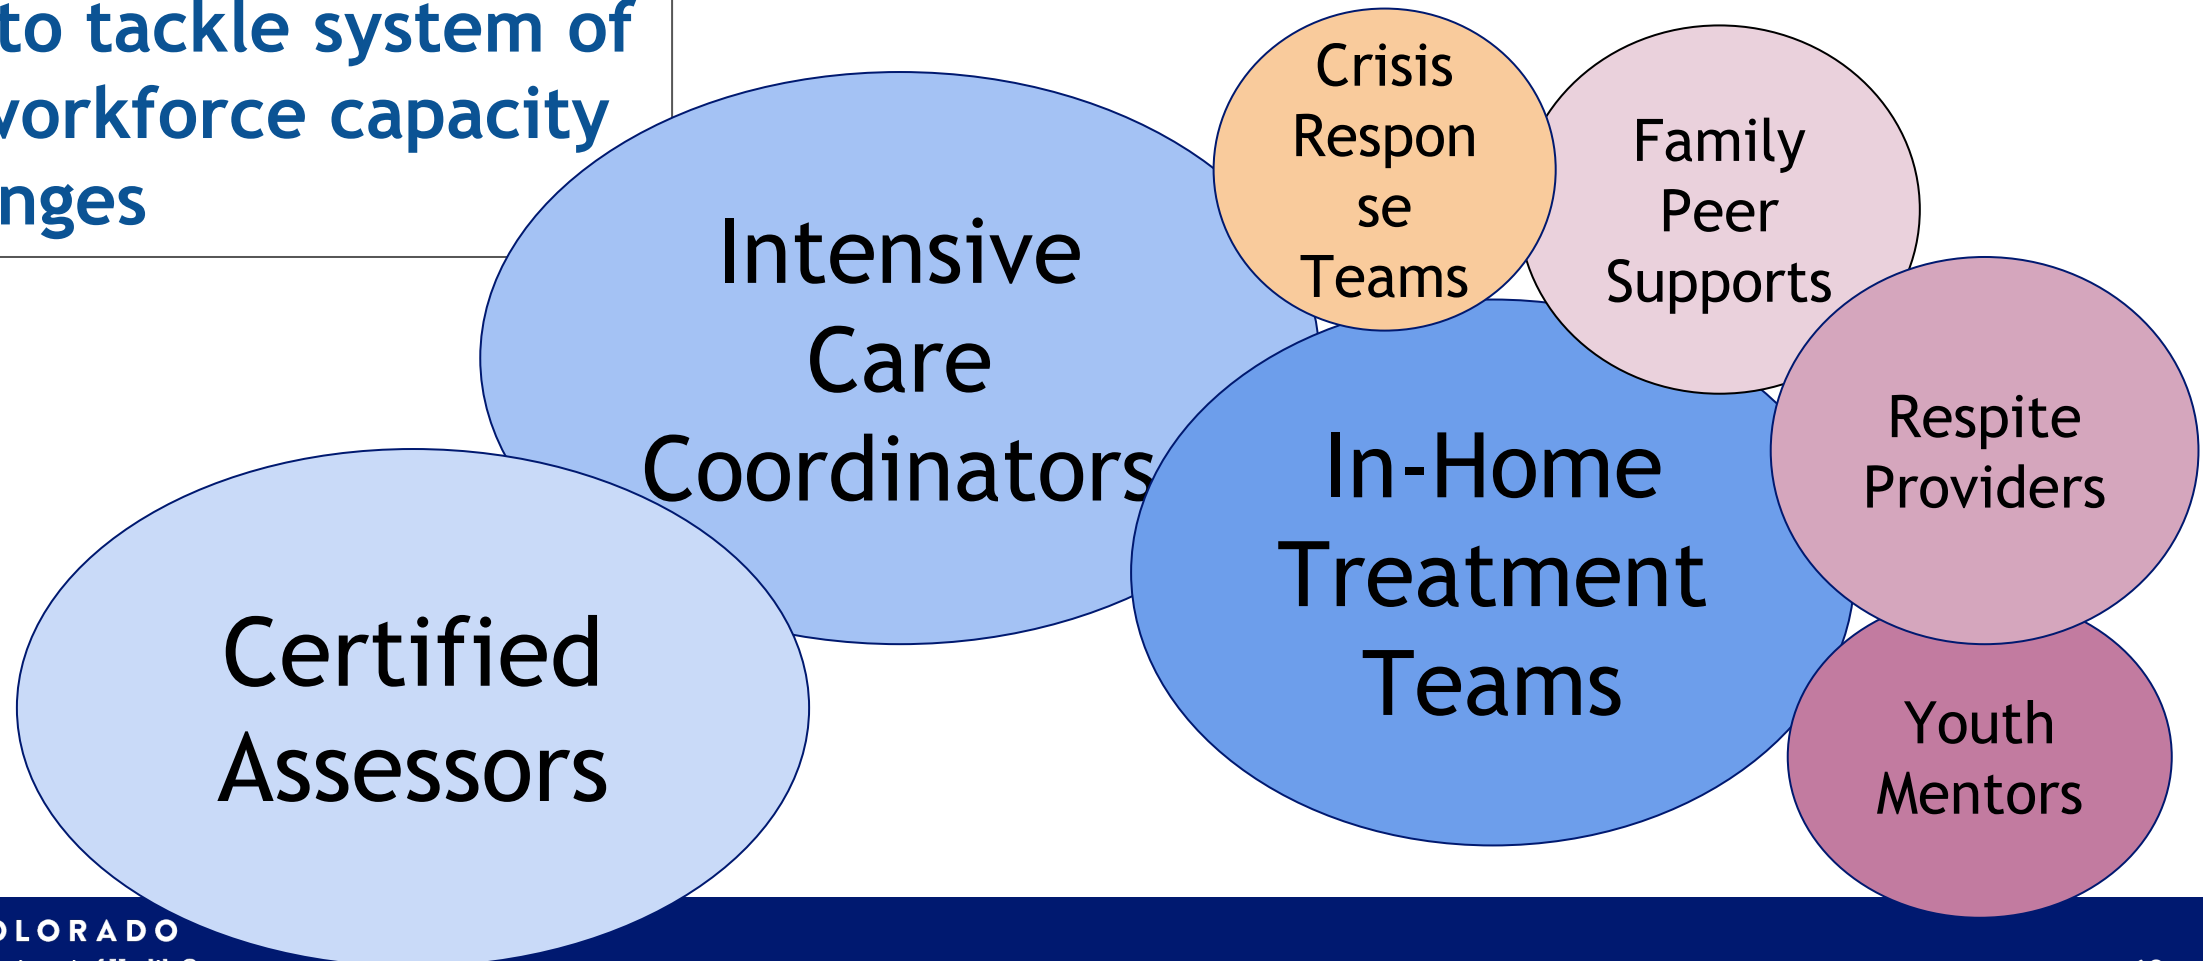 to tackle system of
workforce capacity
nges
Crisis
Respon
se
Teams
Family
Peer
Supports
Intensive
Care
Coordinators
In-Home
Treatment
Teams
Respite
Providers
Certified
Assessors
Youth
Mentors
OLORADO